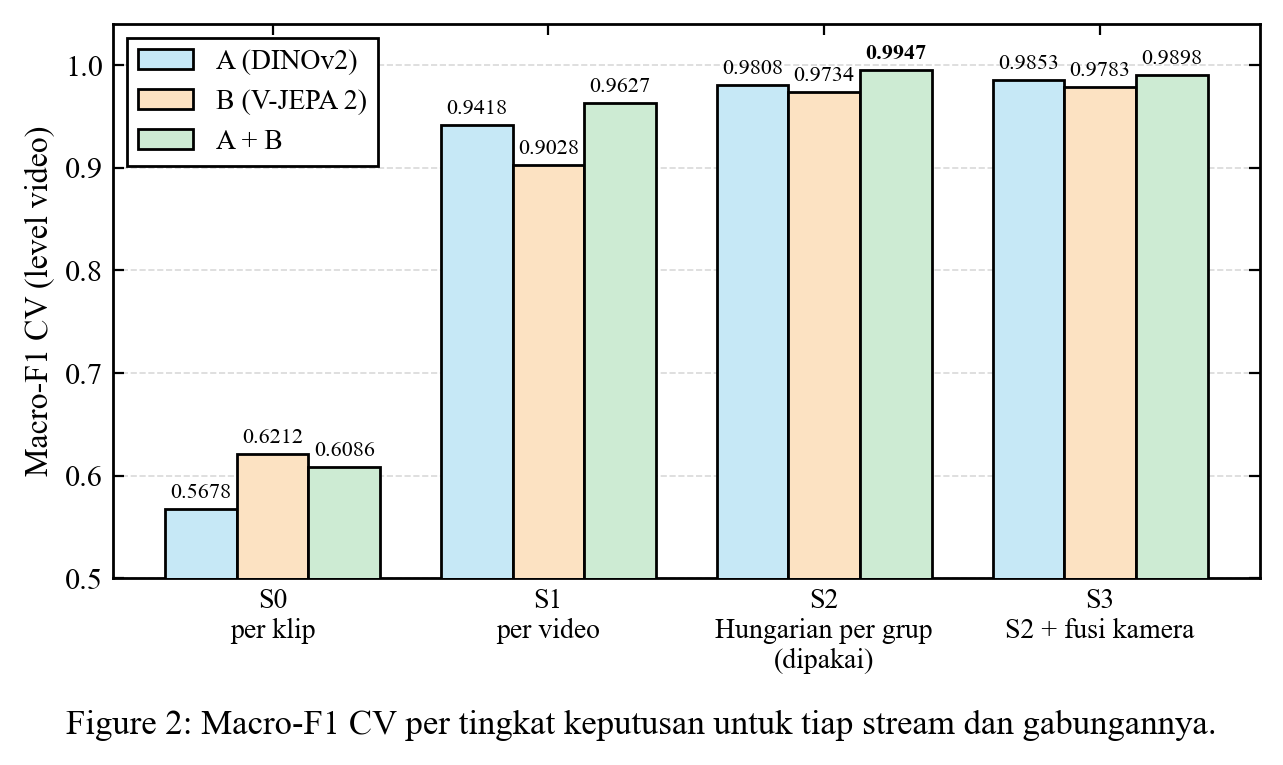 Macro-F1 CV (level video)
1.0
0.9
0.8
0.7
0.6
0.5
A (DINOv2)
B (V-JEPA 2)
A + B
0.5678
0.6212
0.6086
0.9418
0.9028
0.9627
0.9808
0.9734
0.9947
0.9853
0.9783
0.9898
S0
per klip
S1
per video
S2
Hungarian per grup
(dipakai)
S3
S2 + fusi kamera
Figure 2: Macro-F1 CV per tingkat keputusan untuk tiap stream dan gabungannya.